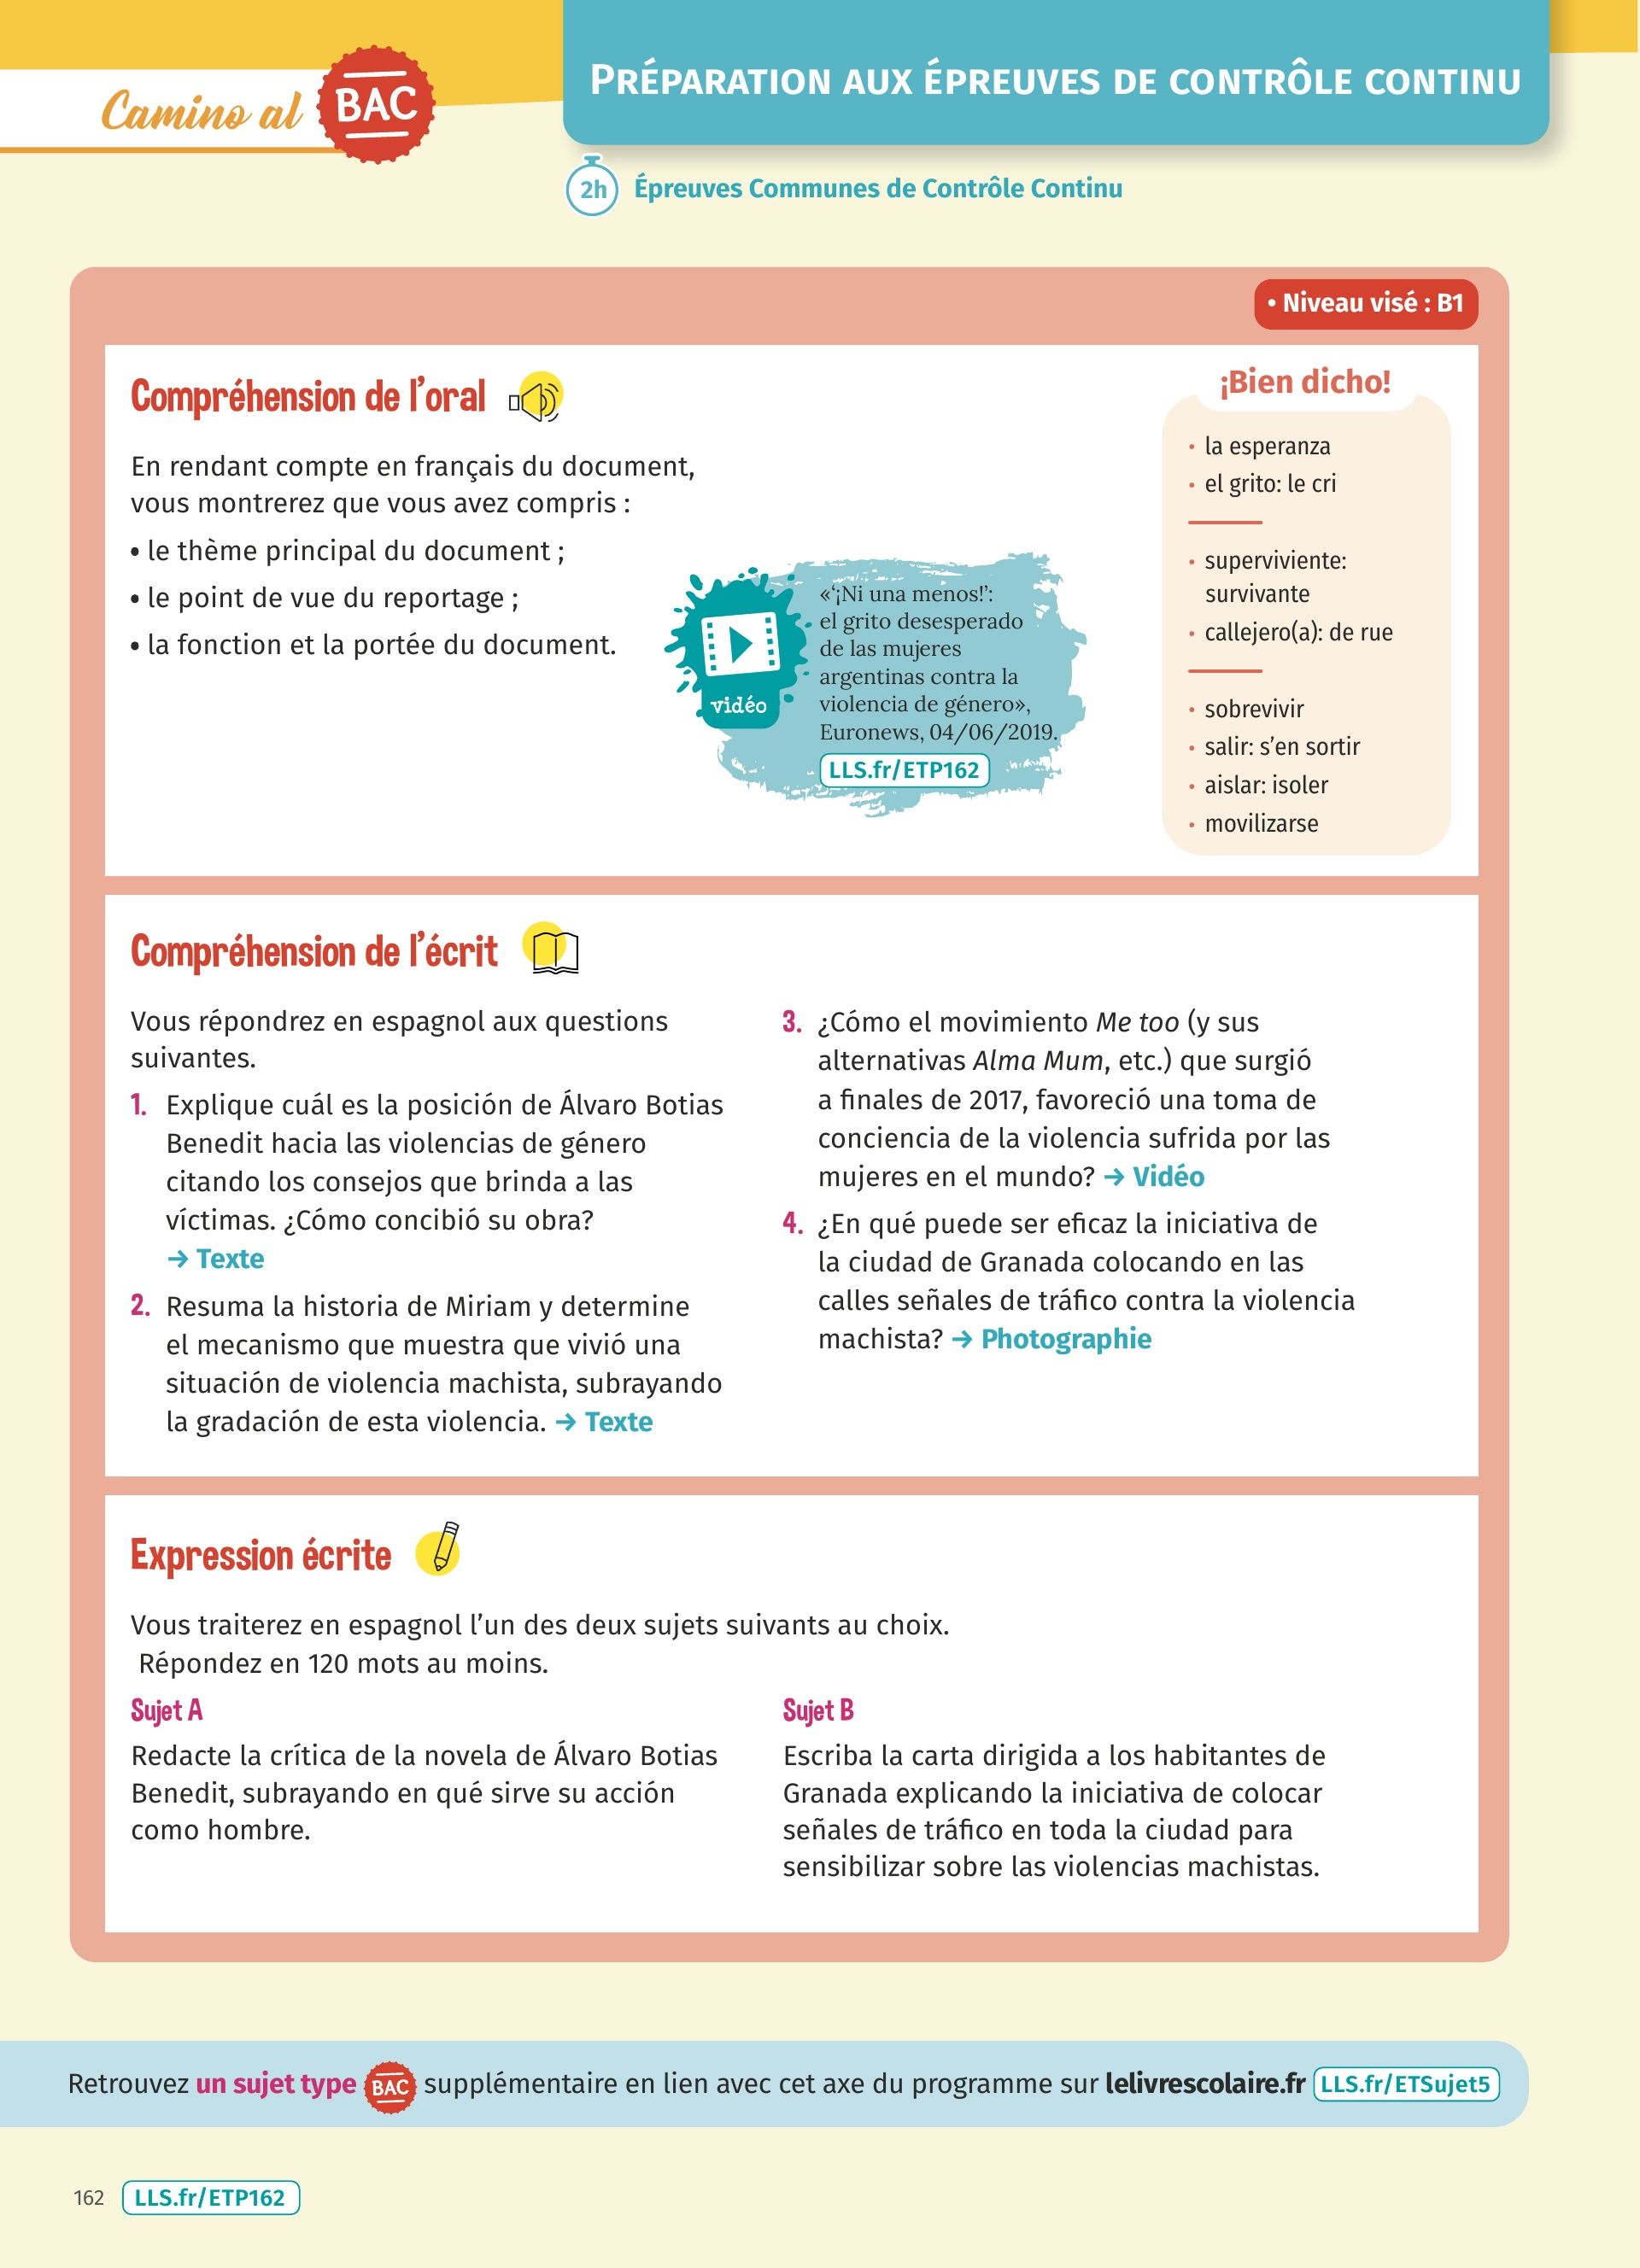 Camino al BAC
PRÉPARATION AUX ÉPREUVES DE CONTRÔLE CONTINU
2h Épreuves Communes de Contrôle Continu
• Niveau visé : B1
Compréhension de l'oral
En rendant compte en français du document,
vous montrerez que vous avez compris :
• le thème principal du document ;
• le point de vue du reportage ;
• la fonction et la portée du document.
vidéo
«'¡Ni una menos!':
el grito desesperado
de las mujeres
argentinas contra la
violencia de género»,
Euronews, 04/06/2019.
LLS.fr/ETP162
¡Bien dicho!
• la esperanza
• el grito: le cri
• superviviente:
survivante
• callejero(a): de rue
• sobrevivir
• salir: s'en sortir
• aislar: isoler
• movilizarse
Compréhension de l'écrit
Vous répondrez en espagnol aux questions
suivantes.
1. Explique cuál es la posición de Álvaro Botias
Benedit hacia las violencias de género
citando los consejos que brinda a las
víctimas. ¿Cómo concibió su obra?
→ Texte
2. Resuma la historia de Miriam y determine
el mecanismo que muestra que vivió una
situación de violencia machista, subrayando
la gradación de esta violencia. → Texte
3. ¿Cómo el movimiento Me too (y sus
alternativas Alma Mum, etc.) que surgió
a finales de 2017, favoreció una toma de
conciencia de la violencia sufrida por las
mujeres en el mundo? → Vidéo
4. ¿En qué puede ser eficaz la iniciativa de
la ciudad de Granada colocando en las
calles señales de tráfico contra la violencia
machista? → Photographie
Expression écrite
Vous traiterez en espagnol l'un des deux sujets suivants au choix.
Répondez en 120 mots au moins.
Sujet A
Redacte la crítica de la novela de Álvaro Botias
Benedit, subrayando en qué sirve su acción
como hombre.
Sujet B
Escriba la carta dirigida a los habitantes de
Granada explicando la iniciativa de colocar
señales de tráfico en toda la ciudad para
sensibilizar sobre las violencias machistas.
Retrouvez un sujet type BAC supplémentaire en lien avec cet axe du programme sur lelivrescolaire.fr LLS.fr/ETSujet5
162 LLS.fr/ETP162